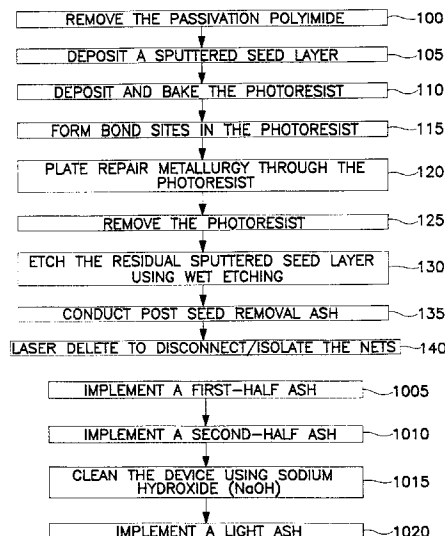 REMOVE THE PASSIVATION POLYIMIDE 100
DEPOSIT A SPUTTERED SEED LAYER 105
DEPOSIT AND BAKE THE PHOTORESIST 110
FORM BOND SITES IN THE PHOTORESIST 115
PLATE REPAIR METALLURGY THROUGH THE
PHOTORESIST 120
REMOVE THE PHOTORESIST 125
ETCH THE RESIDUAL SPUTTERED SEED LAYER
USING WET ETCHING 130
CONDUCT POST SEED REMOVAL ASH 135
LASER DELETE TO DISCONNECT/ISOLATE THE NETS 140
IMPLEMENT A FIRST-HALF ASH 1005
IMPLEMENT A SECOND-HALF ASH 1010
CLEAN THE DEVICE USING SODIUM
HYDROXIDE (NaOH) 1015
IMPLEMENT A LIGHT ASH 1020